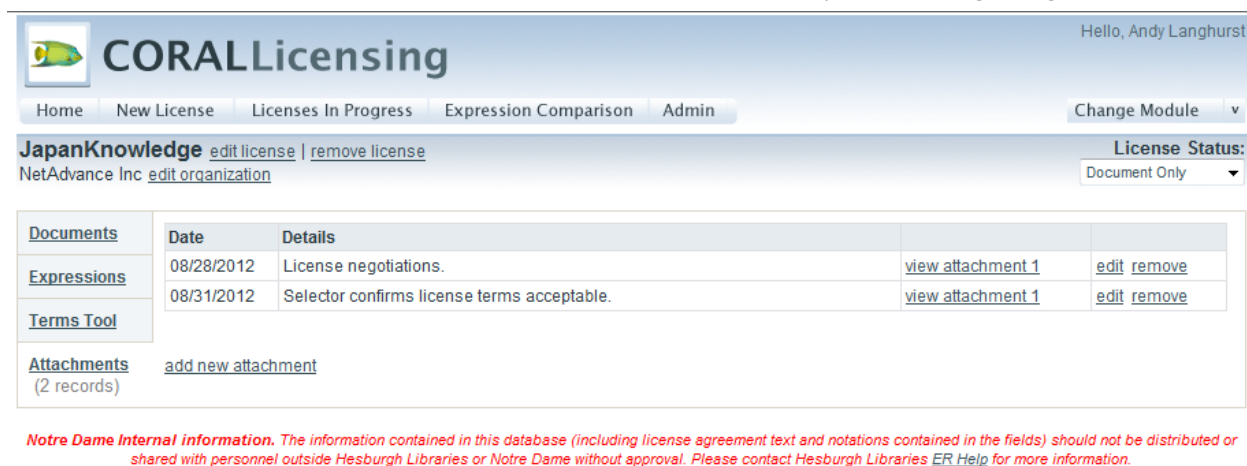 Hello, Andy Langhurst
CORALLicensing
Home New License Licenses In Progress Expression Comparison Admin Change Module v
JapanKnowledge edit license | remove license License Status:
NetAdvance Inc edit organization Document Only
Documents Date Details
08/28/2012 License negotiations. view attachment 1 edit remove
Expressions
08/31/2012 Selector confirms license terms acceptable. view attachment 1 edit remove
Terms Tool
Attachments add new attachment
(2 records)
Notre Dame Internal information. The information contained in this database (including license agreement text and notations contained in the fields) should not be distributed or
shared with personnel outside Hesburgh Libraries or Notre Dame without approval. Please contact Hesburgh Libraries ER Help for more information.